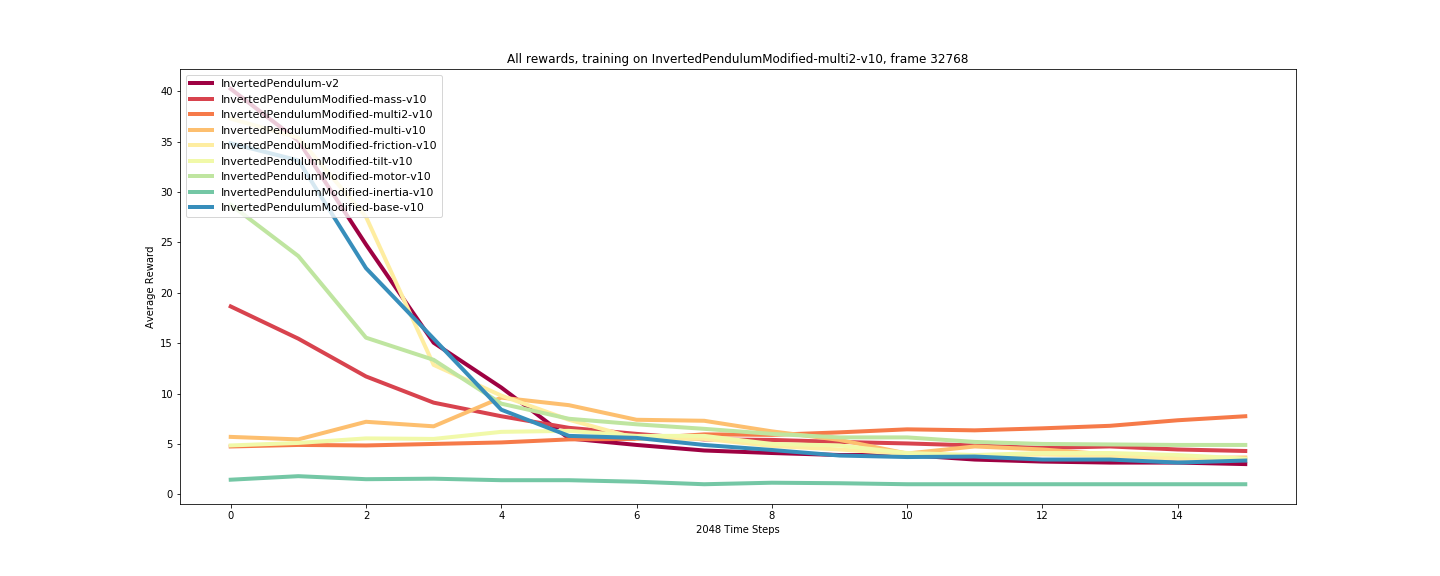 All rewards, training on InvertedPendulumModified-multi2-v10, frame 32768
InvertedPendulum-v2
InvertedPendulumModified-mass-v10
InvertedPendulumModified-multi2-v10
InvertedPendulumModified-multi-v10
InvertedPendulumModified-friction-v10
InvertedPendulumModified-tilt-v10
InvertedPendulumModified-motor-v10
InvertedPendulumModified-inertia-v10
InvertedPendulumModified-base-v10
40
35
30
25
20
15
10
5
0
Average Reward
0 2 4 6 8 10 12 14
2048 Time Steps